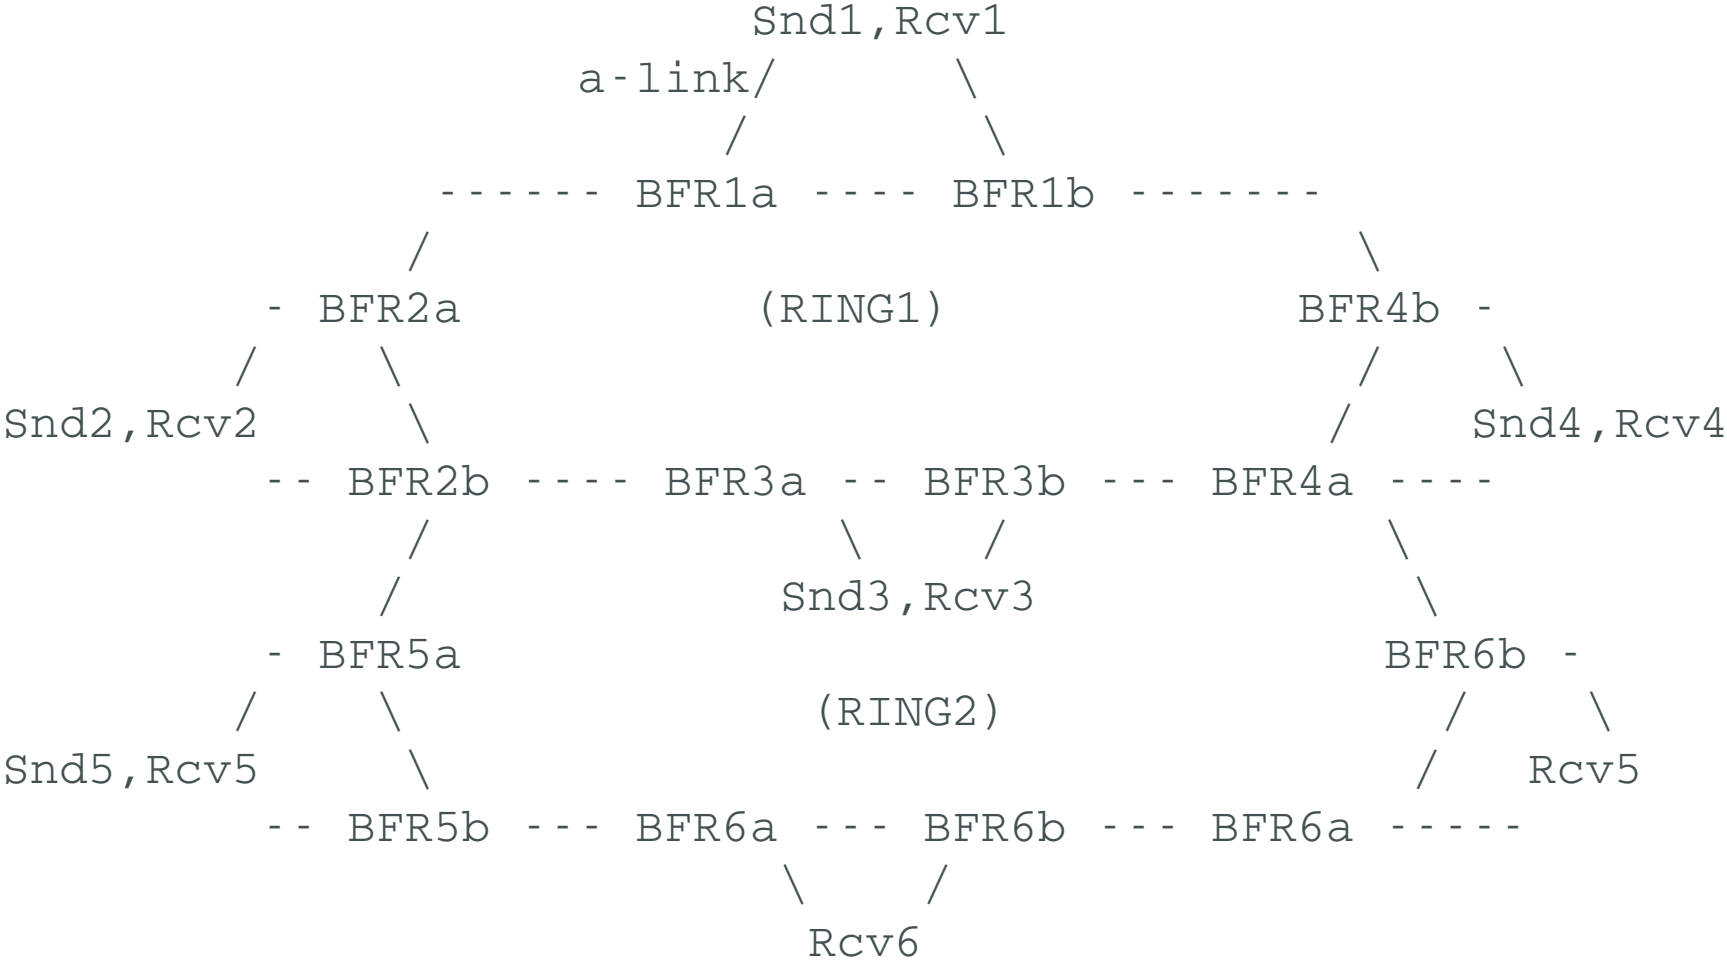 Snd1,Rcv1
a-link/ \
/ \
------ BFR1a ---- BFR1b -------
/ \
- BFR2a (RING1) BFR4b -
/ \ / \
Snd2,Rcv2 \ / Snd4,Rcv4
-- BFR2b ---- BFR3a -- BFR3b --- BFR4a ----
/ \ / \
/ Snd3,Rcv3 \
- BFR5a BFR6b -
/ \ (RING2) / \
Snd5,Rcv5 \ / Rcv5
-- BFR5b --- BFR6a --- BFR6b --- BFR6a -----
\ /
Rcv6